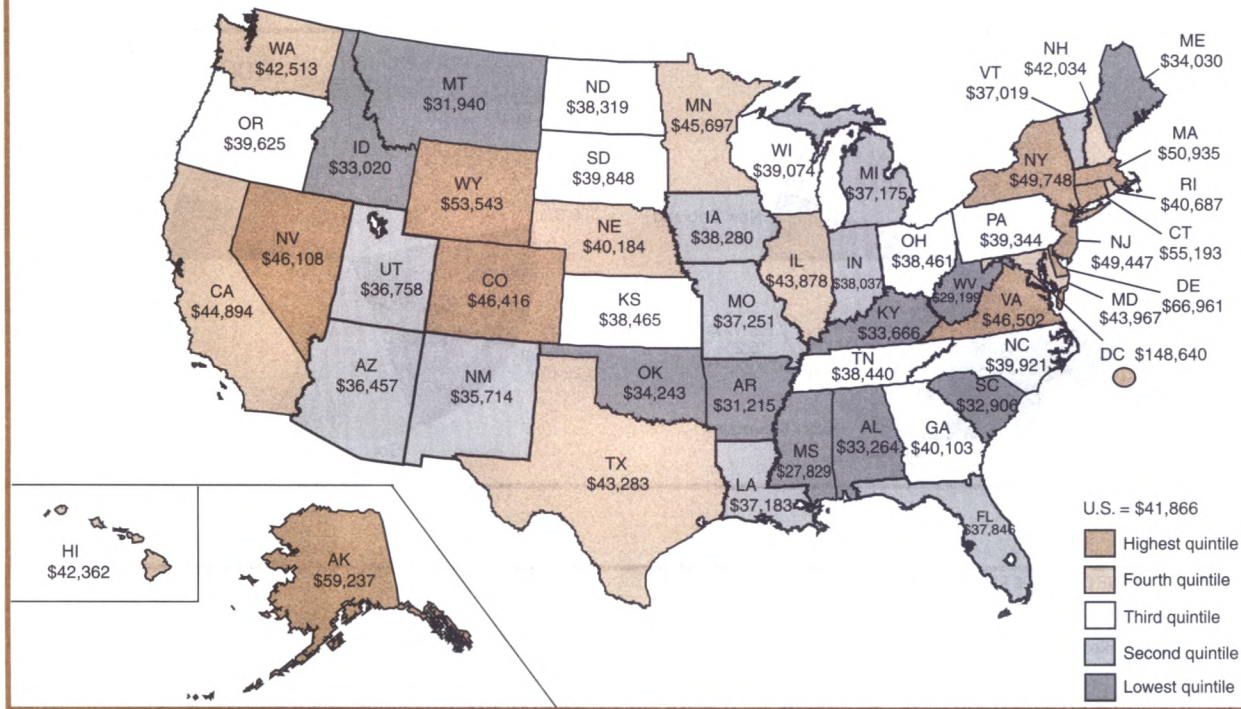 WA
$42,513
OR
$39,625
CA
$44,894
NV
$46,108
ID
$33,020
MT
$31,940
WY
$53,543
UT
$36,758
AZ
$36,457
CO
$46,416
NM
$35,714
ND
$38,319
SD
$39,848
NE
$40,184
KS
$38,465
OK
$34,243
TX
$43,283
MN
$45,697
IA
$38,280
MO
$37,251
AR
$31,215
LA
$37,183
WI
$39,074
IL
$43,878
MI
$37,175
IN
$38,037
OH
$38,461
KY
$33,666
TN
$38,440
MS
$27,829
AL
$33,264
GA
$40,103
FL
$37,846
SC
$32,906
NC
$39,921
VA
$46,502
WV
$29,199
PA
$39,344
NY
$49,748
VT
$37,019
NH
$42,034
ME
$34,030
MA
$50,935
RI
$40,687
CT
$55,193
NJ
$49,447
DE
$66,961
MD
$43,967
DC $148,640
HI
$42,362
AK
$59,237
U.S. = $41,866
Highest quintile
Fourth quintile
Third quintile
Second quintile
Lowest quintile